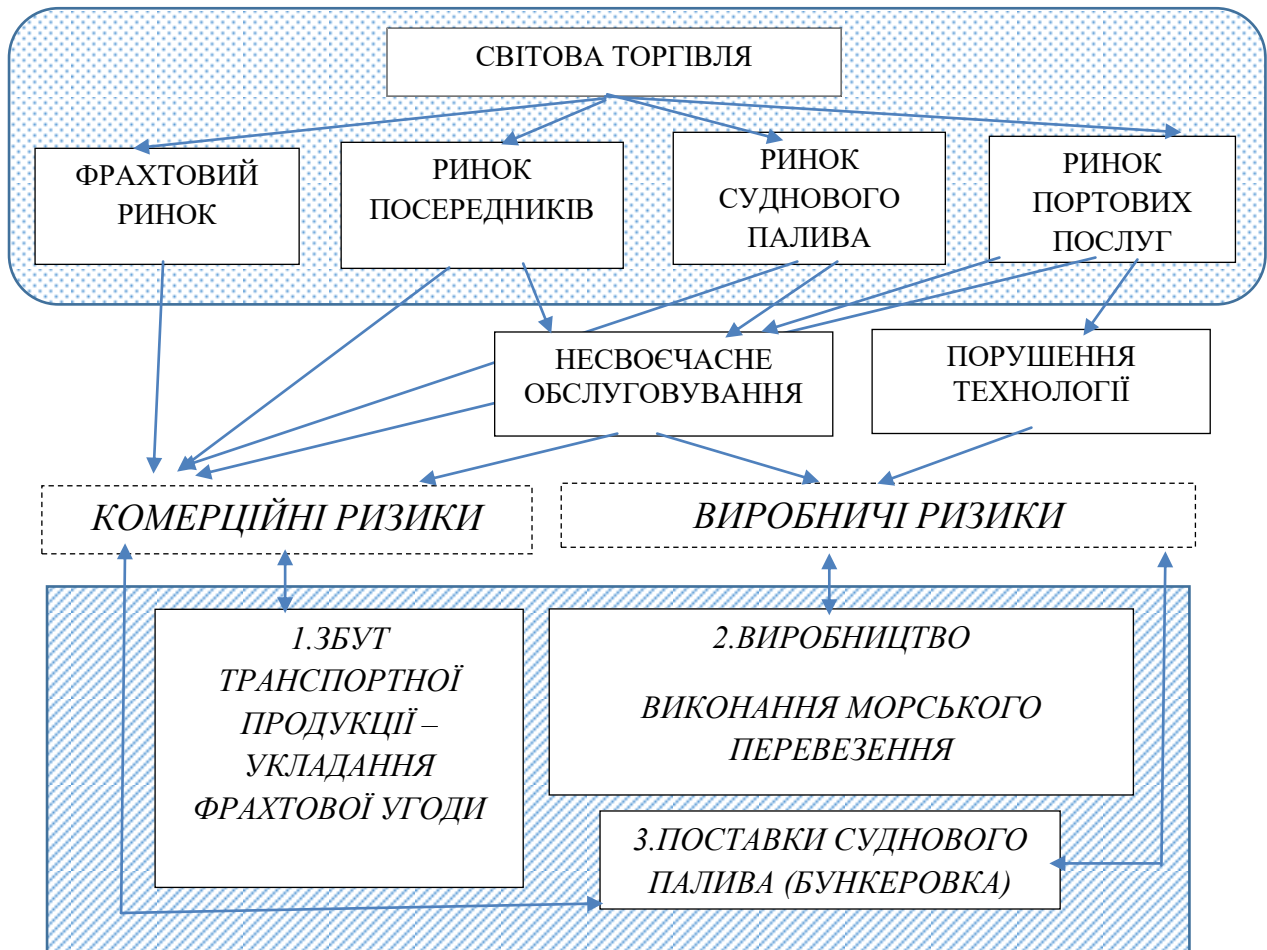 СВІТОВА ТОРГІВЛЯ
ФРАХТОВИЙ
РИНОК
РИНОК
ПОСЕРЕДНИКІВ
РИНОК
СУДНОВОГО
ПАЛИВА
РИНОК
ПОРТОВИХ
ПОСЛУГ
НЕСВОЄЧАСНЕ
ОБСЛУГОВУВАННЯ
ПОРУШЕННЯ
ТЕХНОЛОГІЇ
КОМЕРЦІЙНІ РИЗИКИ
ВИРОБНИЧІ РИЗИКИ
1.ЗБУТ
ТРАНСПОРТНОЇ
ПРОДУКЦІЇ –
УКЛАДАННЯ
ФРАХТОВОЇ УГОДИ
2.ВИРОБНИЦТВО
ВИКОНАННЯ МОРСЬКОГО
ПЕРЕВЕЗЕННЯ
3.ПОСТАВКИ СУДНОВОГО
ПАЛИВА (БУНКЕРОВКА)